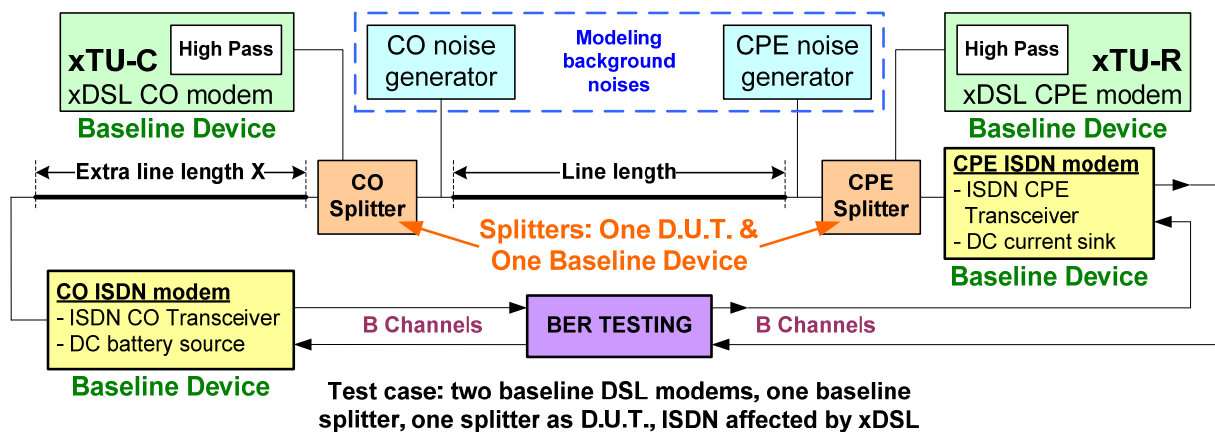 xTU-C
High Pass
xDSL CO modem
Baseline Device
CO noise
generator
Modeling
background
noises
CPE noise
generator
High Pass
xTU-R
xDSL CPE modem
Baseline Device
Extra line length X
CO
Splitter
Line length
CPE
Splitter
CPE ISDN modem
- ISDN CPE
Transceiver
- DC current sink
Baseline Device
Splitters: One D.U.T. &
One Baseline Device
CO ISDN modem
- ISDN CO Transceiver
- DC battery source
Baseline Device
B Channels
BER TESTING
B Channels
Test case: two baseline DSL modems, one baseline
splitter, one splitter as D.U.T., ISDN affected by xDSL